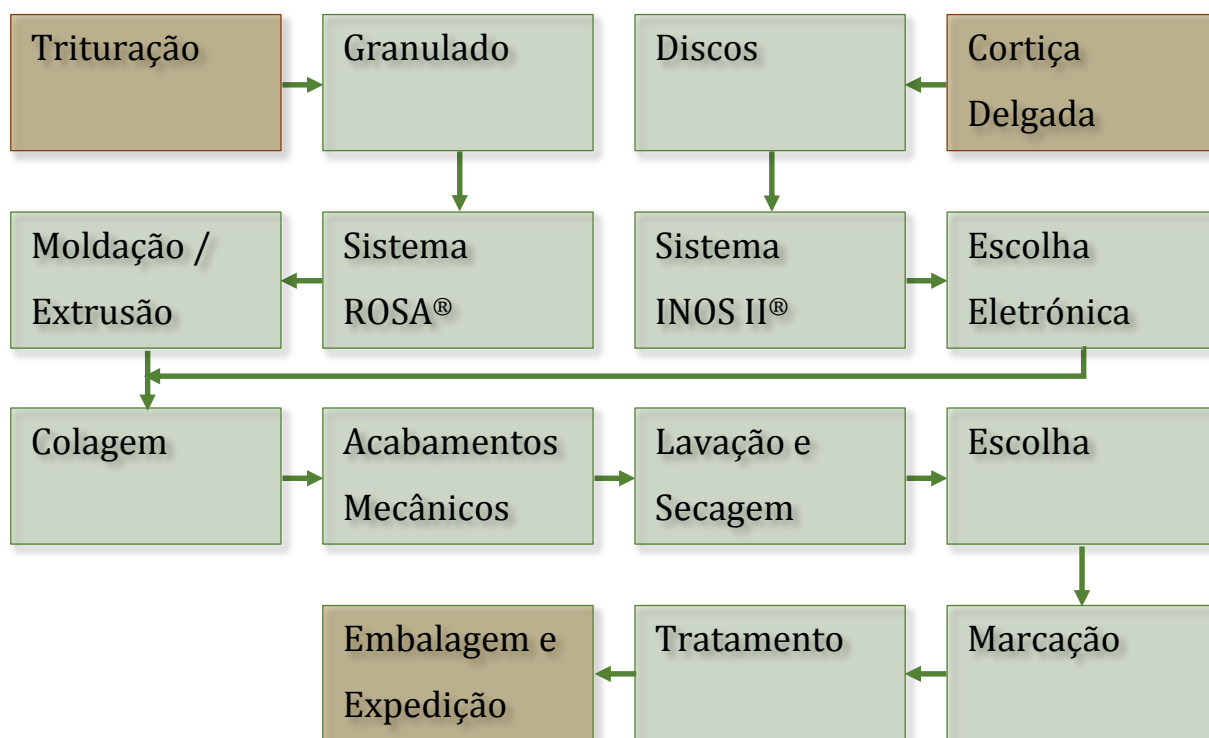 Trituração
Granulado
Discos
Cortiça
Delgada
Moldação /
Extrusão
Sistema
ROSA®
Sistema
INOS II®
Escolha
Eletrónica
Colagem
Acabamentos
Mecânicos
Lavação e
Secagem
Escolha
Embalagem e
Expedição
Tratamento
Marcação